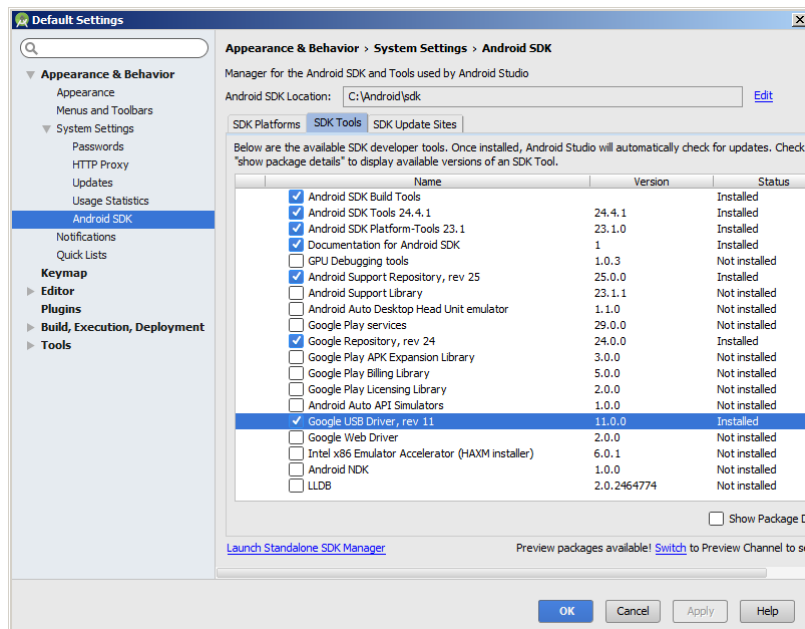 Default Settings
Appearance & Behavior
Appearance
Menus and Toolbars
System Settings
Passwords
HTTP Proxy
Updates
Usage Statistics
Android SDK
Notifications
Quick Lists
Keymap
Editor
Plugins
Build, Execution, Deployment
Tools
Appearance & Behavior › System Settings › Android SDK
Manager for the Android SDK and Tools used by Android Studio
Android SDK Location: C:\Android\sdk Edit
SDK Platforms SDK Tools SDK Update Sites
Below are the available SDK developer tools. Once installed, Android Studio will automatically check for updates. Check
"show package details" to display available versions of an SDK Tool.
Name Version Status
Android SDK Build Tools Installed
Android SDK Tools 24.4.1 24.4.1 Installed
Android SDK Platform-Tools 23.1 23.1.0 Installed
Documentation for Android SDK 1 Installed
GPU Debugging tools 1.0.3 Not installed
Android Support Repository, rev 25 25.0.0 Installed
Android Support Library 23.1.1 Not installed
Android Auto Desktop Head Unit emulator 1.1.0 Not installed
Google Play services 29.0.0 Not installed
Google Repository, rev 24 24.0.0 Installed
Google Play APK Expansion Library 3.0.0 Not installed
Google Play Billing Library 5.0.0 Not installed
Google Play Licensing Library 2.0.0 Not installed
Android Auto API Simulators 1.0.0 Not installed
Google USB Driver, rev 11 11.0.0 Installed
Google Web Driver 2.0.0 Not installed
Intel x86 Emulator Accelerator (HAXM installer) 6.0.1 Not installed
Android NDK 1.0.0 Not installed
LLDB 2.0.2464774 Not installed
Show Package D
Launch Standalone SDK Manager Preview packages available! Switch to Preview Channel to s
OK Cancel Apply Help